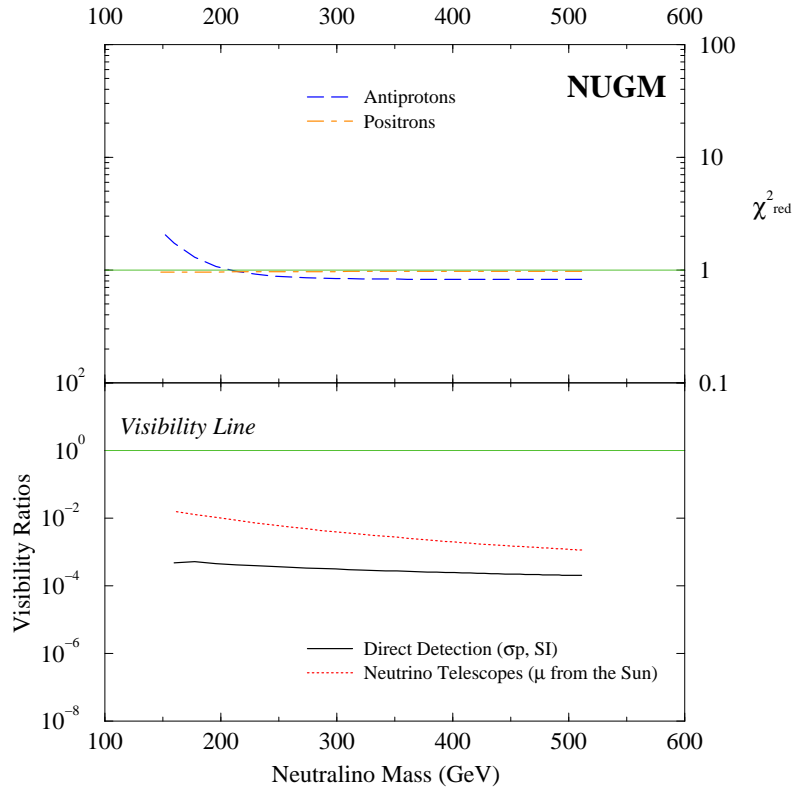 100 200 300 400 500 600
100
NUGM
Antiprotons
Positrons
10
χ²red
1
10² 0.1
Visibility Line
10⁰
10⁻²
Visibility Ratios
10⁻⁴
Direct Detection (σp, SI)
10⁻⁶
Neutrino Telescopes (μ from the Sun)
10⁻⁸
100 200 300 400 500 600
Neutralino Mass (GeV)